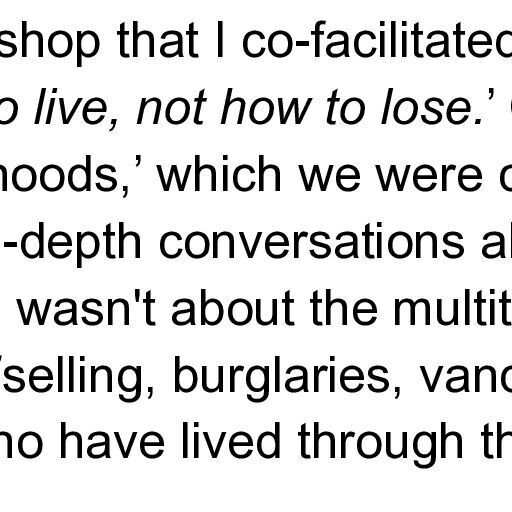 shop that I co-facilitated
o live, not how to lose.’
hoods,’ which we were
-depth conversations
wasn't about the multit
/selling, burglaries, vand
ho have lived through th